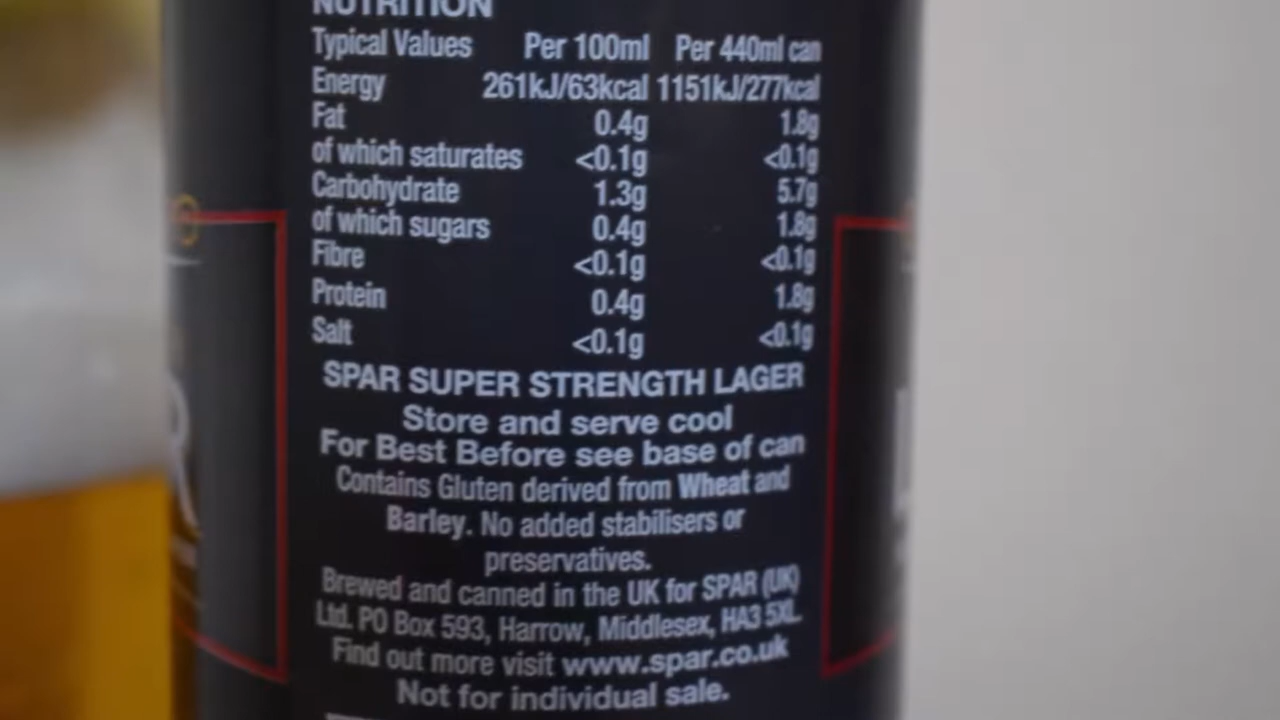 NUTRITION
Typical Values Per 100ml Per 440ml can
Energy 261kJ/63kcal 1151kJ/277kcal
Fat 0.4g 1.8g
of which saturates <0.1g <0.1g
Carbohydrate 1.3g 5.7g
of which sugars 0.4g 1.8g
Fibre <0.1g <0.1g
Protein 0.4g 1.8g
Salt <0.1g <0.1g
SPAR SUPER STRENGTH LAGER
Store and serve cool
For Best Before see base of can
Contains Gluten derived from Wheat and
Barley. No added stabilisers or
preservatives.
Brewed and canned in the UK for SPAR (UK)
Ltd. PO Box 593, Harrow, Middlesex, HA3 5XL.
Find out more visit www.spar.co.uk
Not for individual sale.